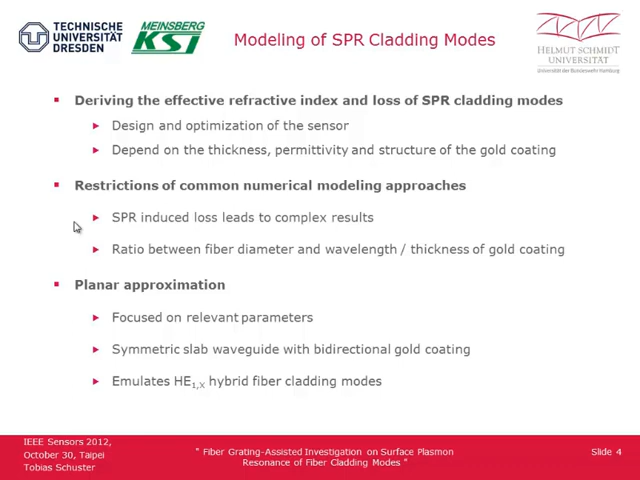 TECHNISCHE
UNIVERSITÄT
DRESDEN
MEINSBERG
KSI
Modeling of SPR Cladding Modes
HELMUT SCHMIDT
UNIVERSITÄT
Universität der Bundeswehr Hamburg
Deriving the effective refractive index and loss of SPR cladding modes
Design and optimization of the sensor
Depend on the thickness, permittivity and structure of the gold coating
Restrictions of common numerical modeling approaches
SPR induced loss leads to complex results
Ratio between fiber diameter and wavelength / thickness of gold coating
Planar approximation
Focused on relevant parameters
Symmetric slab waveguide with bidirectional gold coating
Emulates HE1,X hybrid fiber cladding modes
IEEE Sensors 2012,
October 30, Taipei
Tobias Schuster
" Fiber Grating-Assisted Investigation on Surface Plasmon
Resonance of Fiber Cladding Modes "
Slide 4